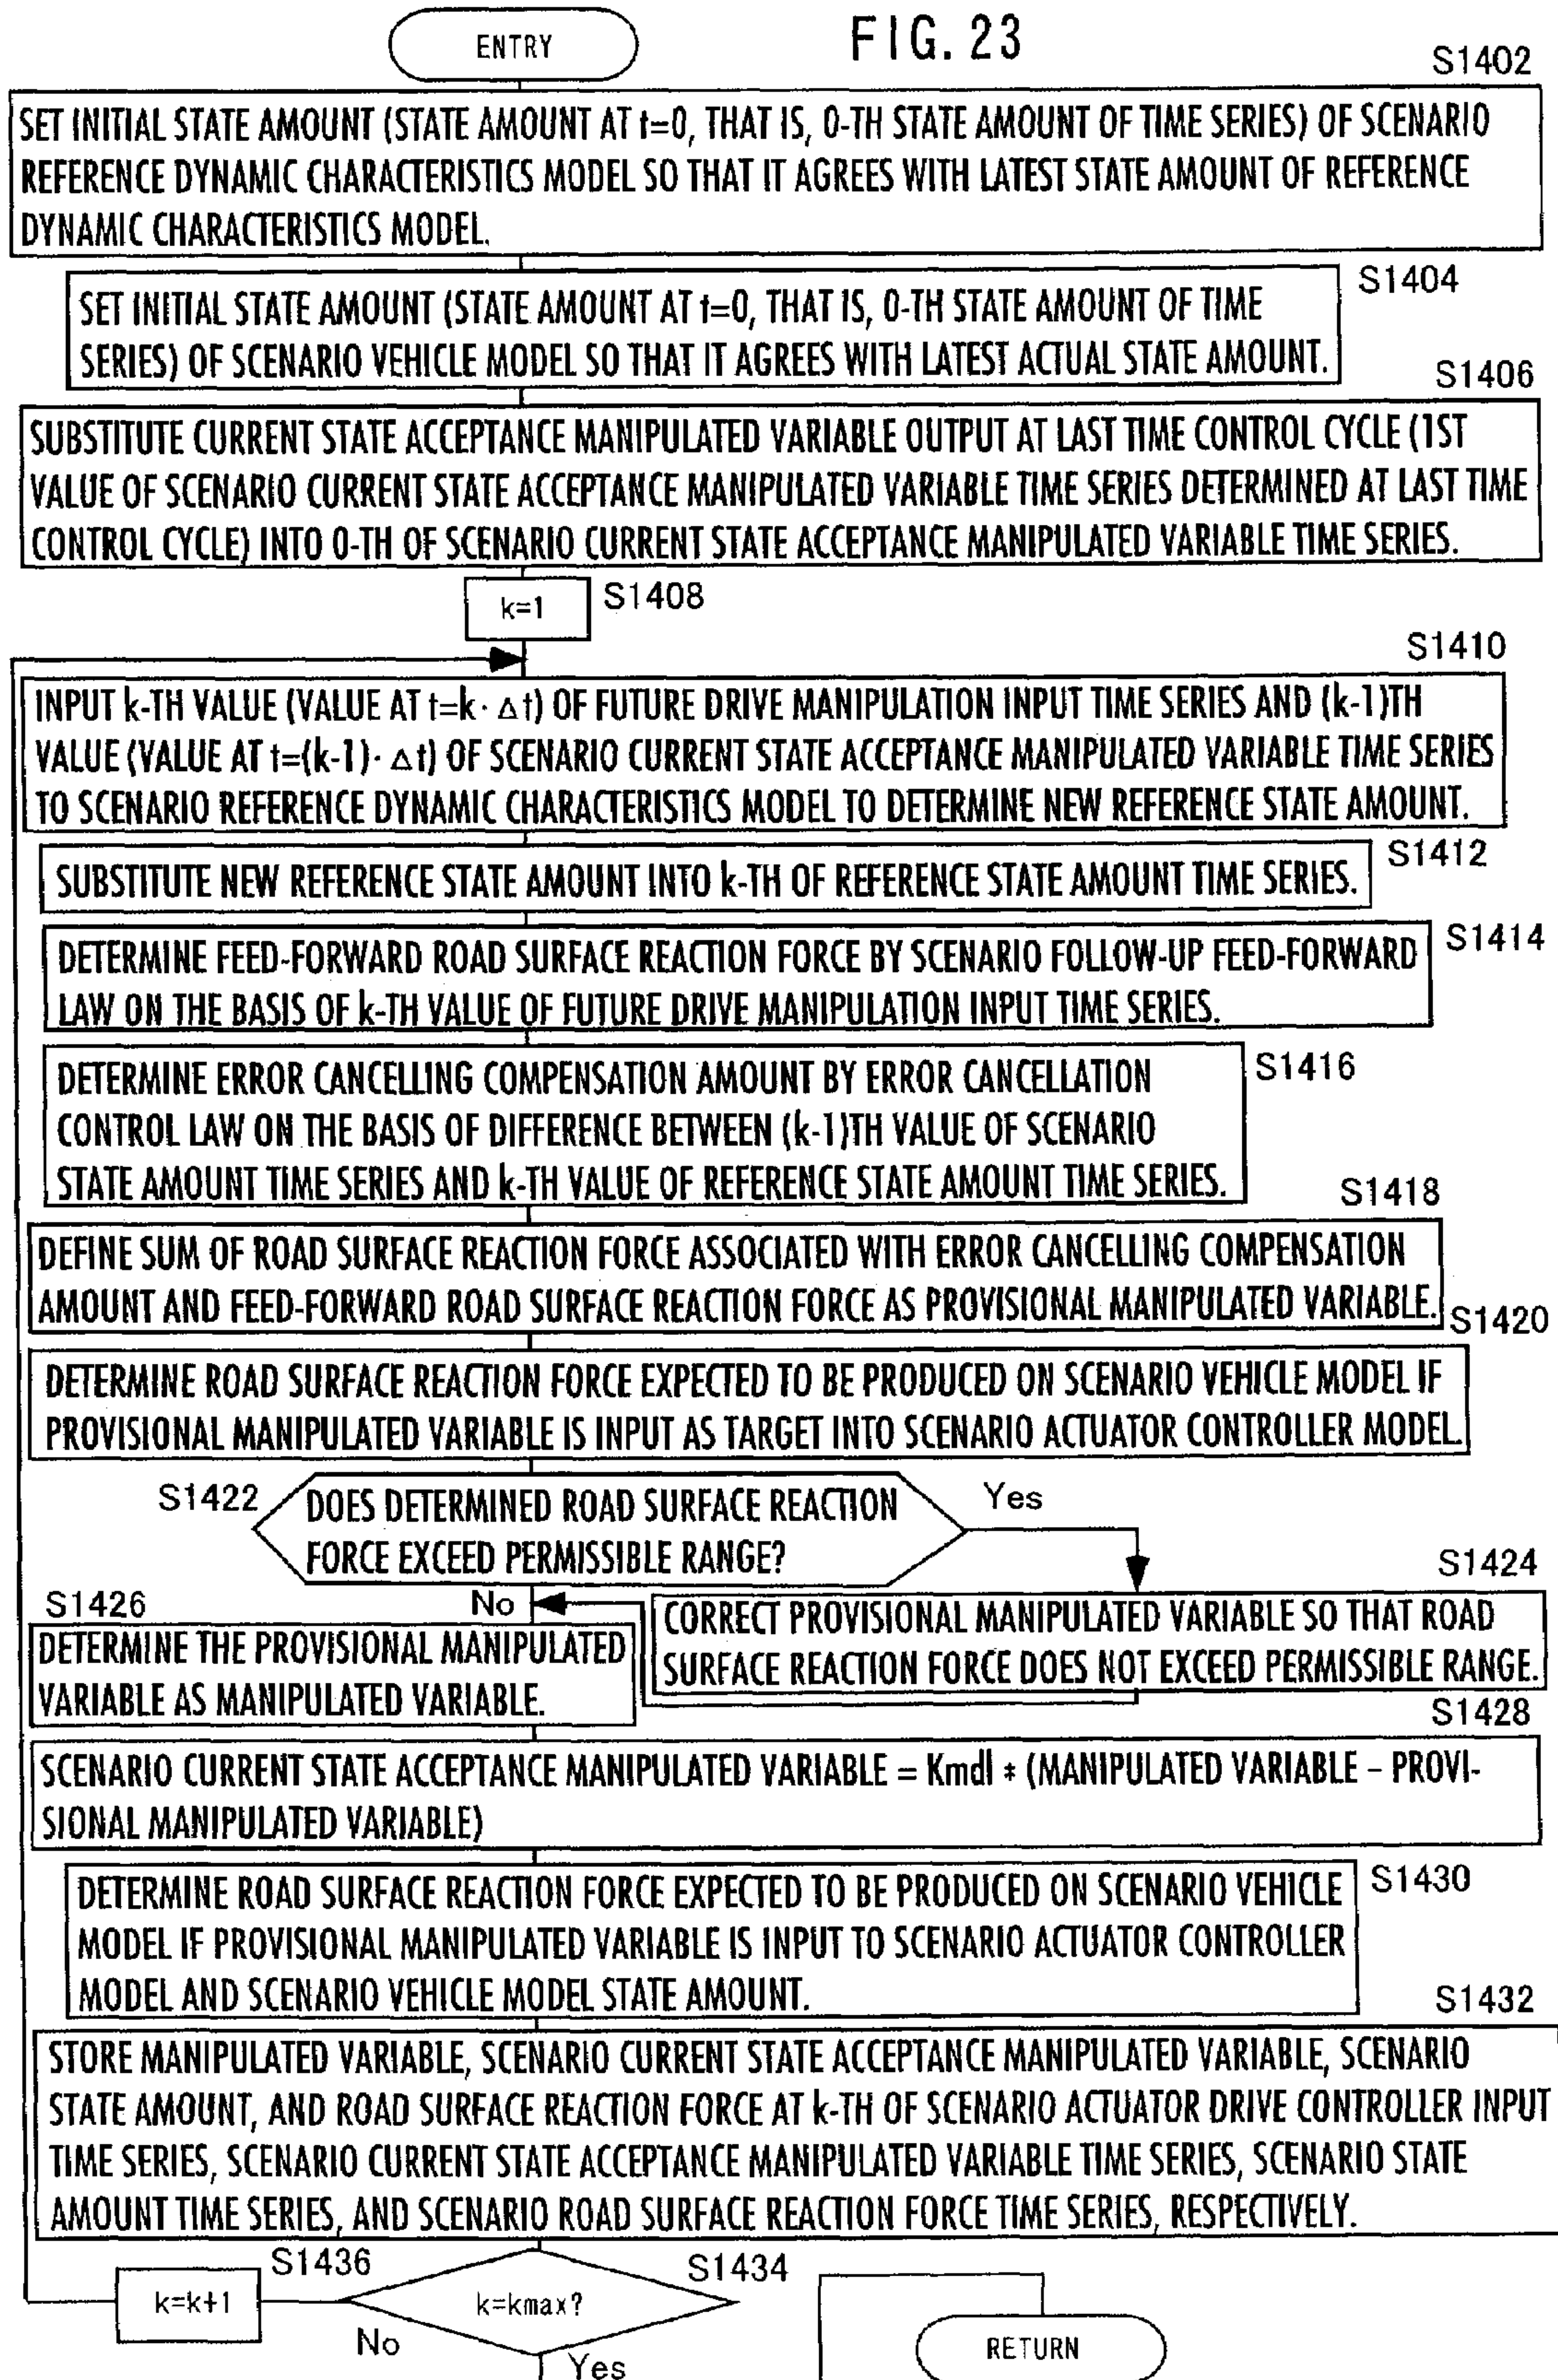 ENTRY
FIG. 23
S1402
SET INITIAL STATE AMOUNT (STATE AMOUNT AT t=0, THAT IS, 0-TH STATE AMOUNT OF TIME SERIES) OF SCENARIO
REFERENCE DYNAMIC CHARACTERISTICS MODEL SO THAT IT AGREES WITH LATEST STATE AMOUNT OF REFERENCE
DYNAMIC CHARACTERISTICS MODEL.
S1404
SET INITIAL STATE AMOUNT (STATE AMOUNT AT t=0, THAT IS, 0-TH STATE AMOUNT OF TIME
SERIES) OF SCENARIO VEHICLE MODEL SO THAT IT AGREES WITH LATEST ACTUAL STATE AMOUNT.
S1406
SUBSTITUTE CURRENT STATE ACCEPTANCE MANIPULATED VARIABLE OUTPUT AT LAST TIME CONTROL CYCLE (1ST
VALUE OF SCENARIO CURRENT STATE ACCEPTANCE MANIPULATED VARIABLE TIME SERIES DETERMINED AT LAST TIME
CONTROL CYCLE) INTO 0-TH OF SCENARIO CURRENT STATE ACCEPTANCE MANIPULATED VARIABLE TIME SERIES.
k=1
S1408
S1410
INPUT k-TH VALUE (VALUE AT t=k· Δt) OF FUTURE DRIVE MANIPULATION INPUT TIME SERIES AND (k-1)TH
VALUE (VALUE AT t=(k-1)· Δt) OF SCENARIO CURRENT STATE ACCEPTANCE MANIPULATED VARIABLE TIME SERIES
TO SCENARIO REFERENCE DYNAMIC CHARACTERISTICS MODEL TO DETERMINE NEW REFERENCE STATE AMOUNT.
S1412
SUBSTITUTE NEW REFERENCE STATE AMOUNT INTO k-TH OF REFERENCE STATE AMOUNT TIME SERIES.
S1414
DETERMINE FEED-FORWARD ROAD SURFACE REACTION FORCE BY SCENARIO FOLLOW-UP FEED-FORWARD
LAW ON THE BASIS OF k-TH VALUE OF FUTURE DRIVE MANIPULATION INPUT TIME SERIES.
S1416
DETERMINE ERROR CANCELLING COMPENSATION AMOUNT BY ERROR CANCELLATION
CONTROL LAW ON THE BASIS OF DIFFERENCE BETWEEN (k-1)TH VALUE OF SCENARIO
STATE AMOUNT TIME SERIES AND k-TH VALUE OF REFERENCE STATE AMOUNT TIME SERIES.
S1418
DEFINE SUM OF ROAD SURFACE REACTION FORCE ASSOCIATED WITH ERROR CANCELLING COMPENSATION
AMOUNT AND FEED-FORWARD ROAD SURFACE REACTION FORCE AS PROVISIONAL MANIPULATED VARIABLE.
S1420
DETERMINE ROAD SURFACE REACTION FORCE EXPECTED TO BE PRODUCED ON SCENARIO VEHICLE MODEL IF
PROVISIONAL MANIPULATED VARIABLE IS INPUT AS TARGET INTO SCENARIO ACTUATOR CONTROLLER MODEL.
S1422
DOES DETERMINED ROAD SURFACE REACTION
FORCE EXCEED PERMISSIBLE RANGE?
Yes
S1424
No
CORRECT PROVISIONAL MANIPULATED VARIABLE SO THAT ROAD
SURFACE REACTION FORCE DOES NOT EXCEED PERMISSIBLE RANGE.
S1426
DETERMINE THE PROVISIONAL MANIPULATED
VARIABLE AS MANIPULATED VARIABLE.
S1428
SCENARIO CURRENT STATE ACCEPTANCE MANIPULATED VARIABLE = Kmdl * (MANIPULATED VARIABLE – PROVI-
SIONAL MANIPULATED VARIABLE)
S1430
DETERMINE ROAD SURFACE REACTION FORCE EXPECTED TO BE PRODUCED ON SCENARIO VEHICLE
MODEL IF PROVISIONAL MANIPULATED VARIABLE IS INPUT TO SCENARIO ACTUATOR CONTROLLER
MODEL AND SCENARIO VEHICLE MODEL STATE AMOUNT.
S1432
STORE MANIPULATED VARIABLE, SCENARIO CURRENT STATE ACCEPTANCE MANIPULATED VARIABLE, SCENARIO
STATE AMOUNT, AND ROAD SURFACE REACTION FORCE AT k-TH OF SCENARIO ACTUATOR DRIVE CONTROLLER INPUT
TIME SERIES, SCENARIO CURRENT STATE ACCEPTANCE MANIPULATED VARIABLE TIME SERIES, SCENARIO STATE
AMOUNT TIME SERIES, AND SCENARIO ROAD SURFACE REACTION FORCE TIME SERIES, RESPECTIVELY.
S1436
S1434
k=k+1
k=kmax?
No
Yes
RETURN